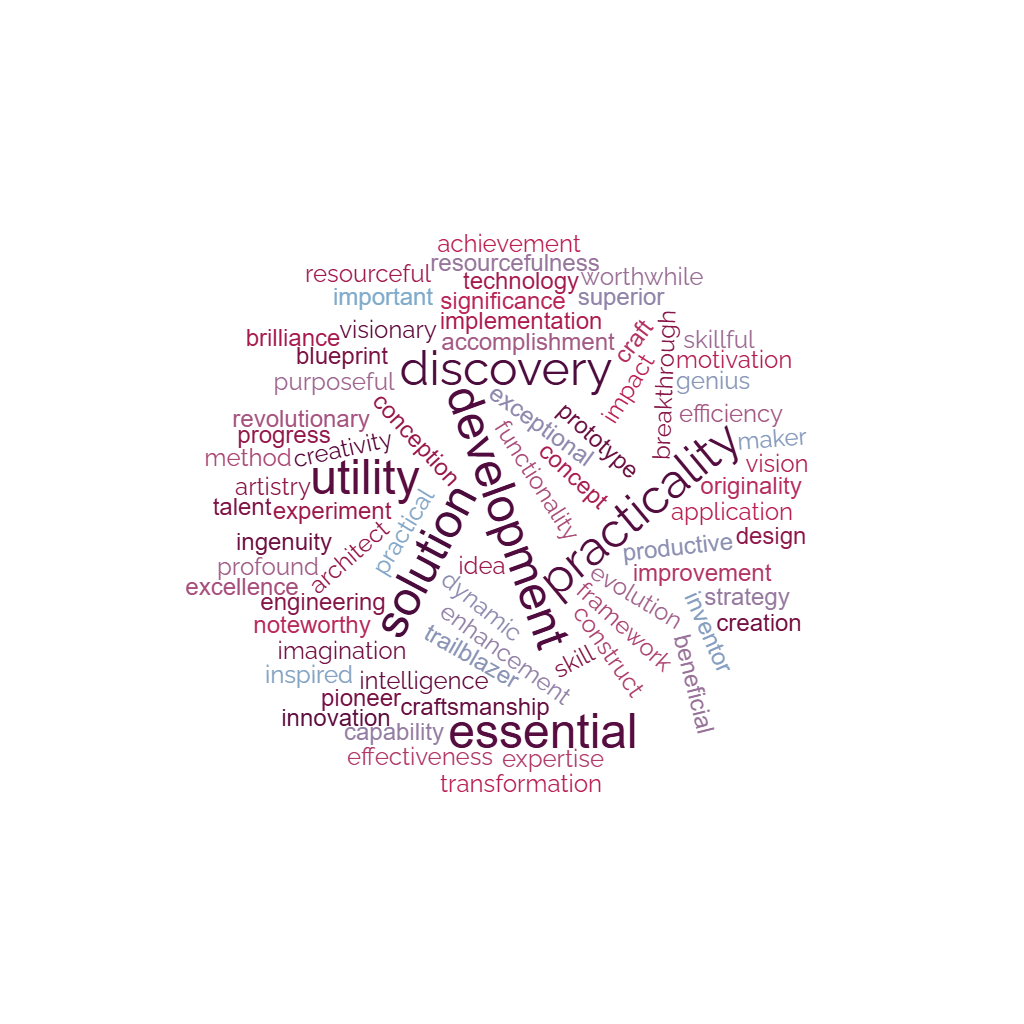 achievement
resourcefulness
resourceful
technology
worthwhile
important
significance
superior
implementation
visionary
brilliance
accomplishment
craft
breakthrough
skillful
blueprint
discovery
impact
motivation
purposeful
genius
exceptional
prototype
efficiency
revolutionary
conception
development
functionality
progress
creativity
concept
practicality
maker
method
utility
vision
artistry
originality
talent
experiment
practical
application
ingenuity
architect
solution
productive
design
profound
idea
improvement
excellence
dynamic
evolution
strategy
engineering
framework
inventor
noteworthy
enhancement
construct
creation
imagination
trailblazer
skill
beneficial
inspired
intelligence
pioneer
craftsmanship
innovation
capability
essential
effectiveness
expertise
transformation